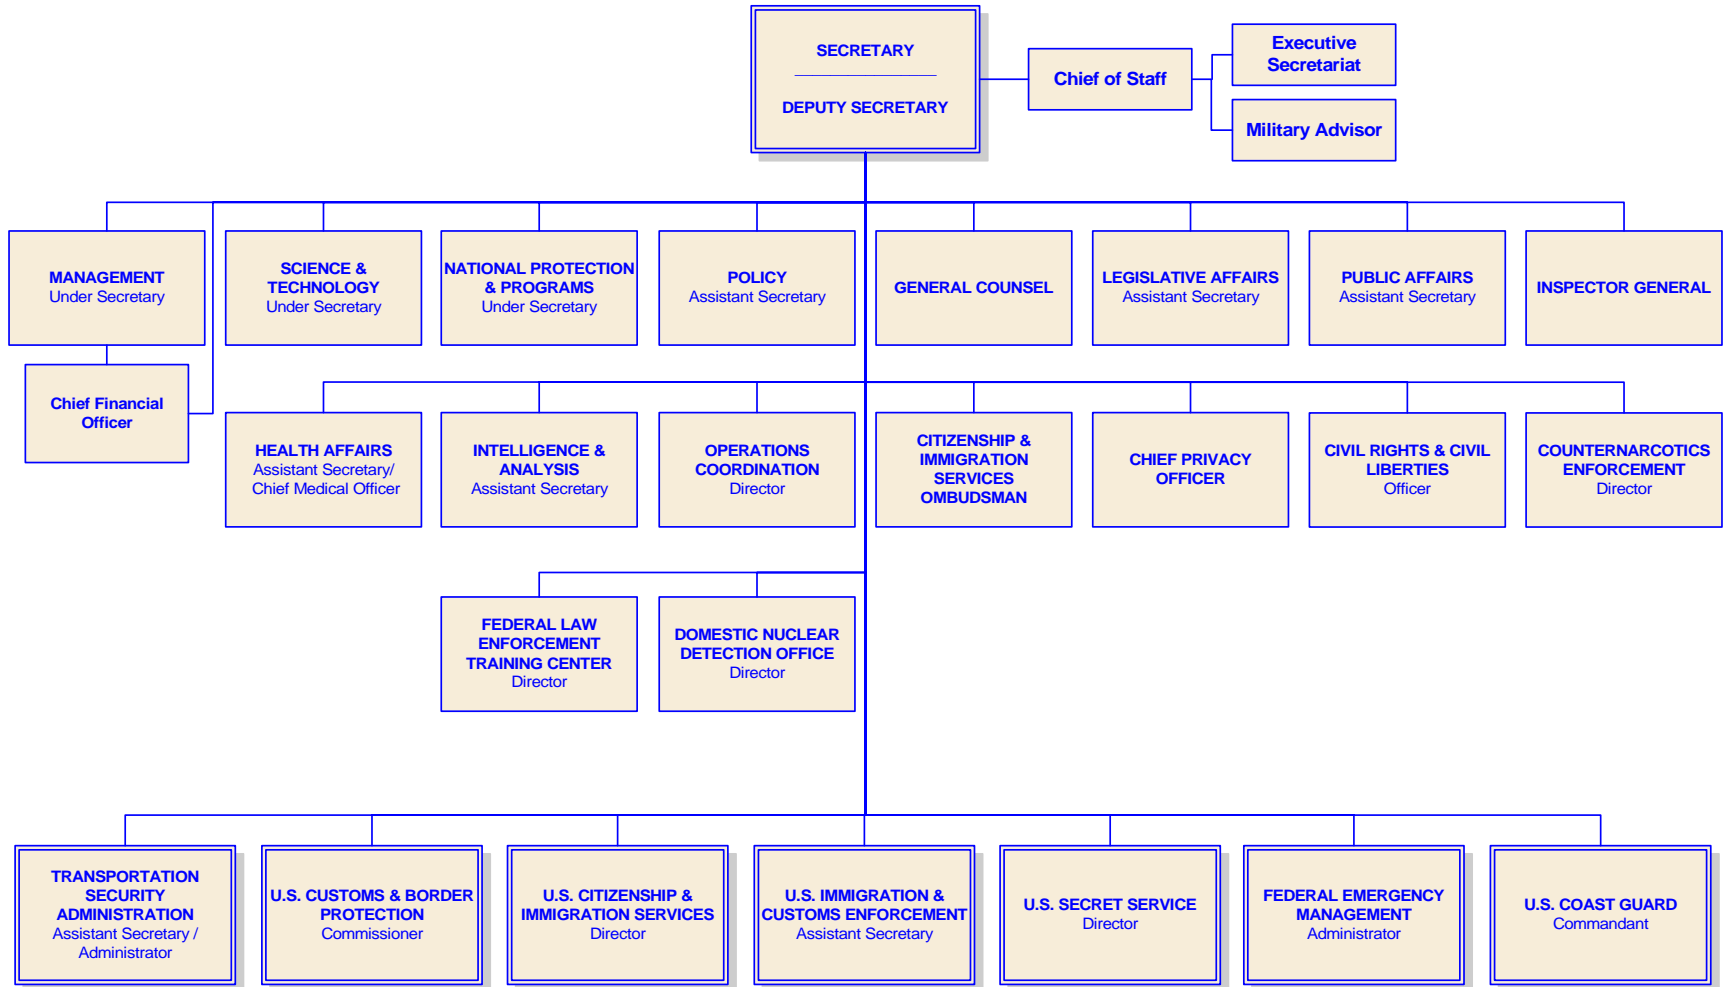 SECRETARY
DEPUTY SECRETARY
Chief of Staff
Executive
Secretariat
Military Advisor
MANAGEMENT
Under Secretary
SCIENCE &
TECHNOLOGY
Under Secretary
NATIONAL PROTECTION
& PROGRAMS
Under Secretary
POLICY
Assistant Secretary
GENERAL COUNSEL
LEGISLATIVE AFFAIRS
Assistant Secretary
PUBLIC AFFAIRS
Assistant Secretary
INSPECTOR GENERAL
Chief Financial
Officer
HEALTH AFFAIRS
Assistant Secretary/
Chief Medical Officer
INTELLIGENCE &
ANALYSIS
Assistant Secretary
OPERATIONS
COORDINATION
Director
CITIZENSHIP &
IMMIGRATION
SERVICES
OMBUDSMAN
CHIEF PRIVACY
OFFICER
CIVIL RIGHTS & CIVIL
LIBERTIES
Officer
COUNTERNARCOTICS
ENFORCEMENT
Director
FEDERAL LAW
ENFORCEMENT
TRAINING CENTER
Director
DOMESTIC NUCLEAR
DETECTION OFFICE
Director
TRANSPORTATION
SECURITY
ADMINISTRATION
Assistant Secretary /
Administrator
U.S. CUSTOMS & BORDER
PROTECTION
Commissioner
U.S. CITIZENSHIP &
IMMIGRATION SERVICES
Director
U.S. IMMIGRATION &
CUSTOMS ENFORCEMENT
Assistant Secretary
U.S. SECRET SERVICE
Director
FEDERAL EMERGENCY
MANAGEMENT
Administrator
U.S. COAST GUARD
Commandant